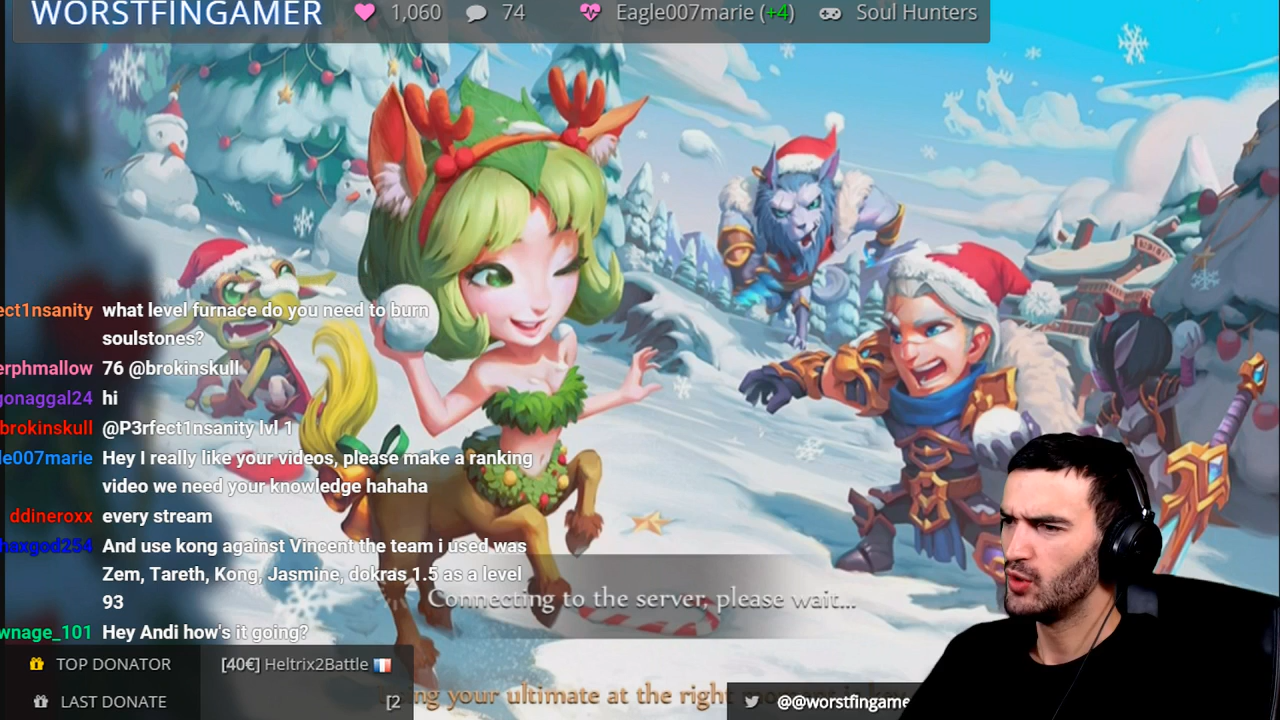 WORSTFINGAMER 1,060 74 Eagle007marie (+4) Soul Hunters
ect1nsanity what level furnace do you need to burn
soulstones?
erphmallow 76 @brokinskull
gonaggal24 hi
brokinskull @P3rfect1nsanity lvl 1
le007marie Hey I really like your videos, please make a ranking
video we need your knowledge hahaha
ddineroxx every stream
haxgod254 And use kong against Vincent the team i used was
Zem, Tareth, Kong, Jasmine, dokras 1.5 as a level
93
wnage_101 Hey Andi how's it going?
Connecting to the server, please wait...
TOP DONATOR [40€] Heltrix2Battle
LAST DONATE [2
your ultimate at the right
@@worstfingame